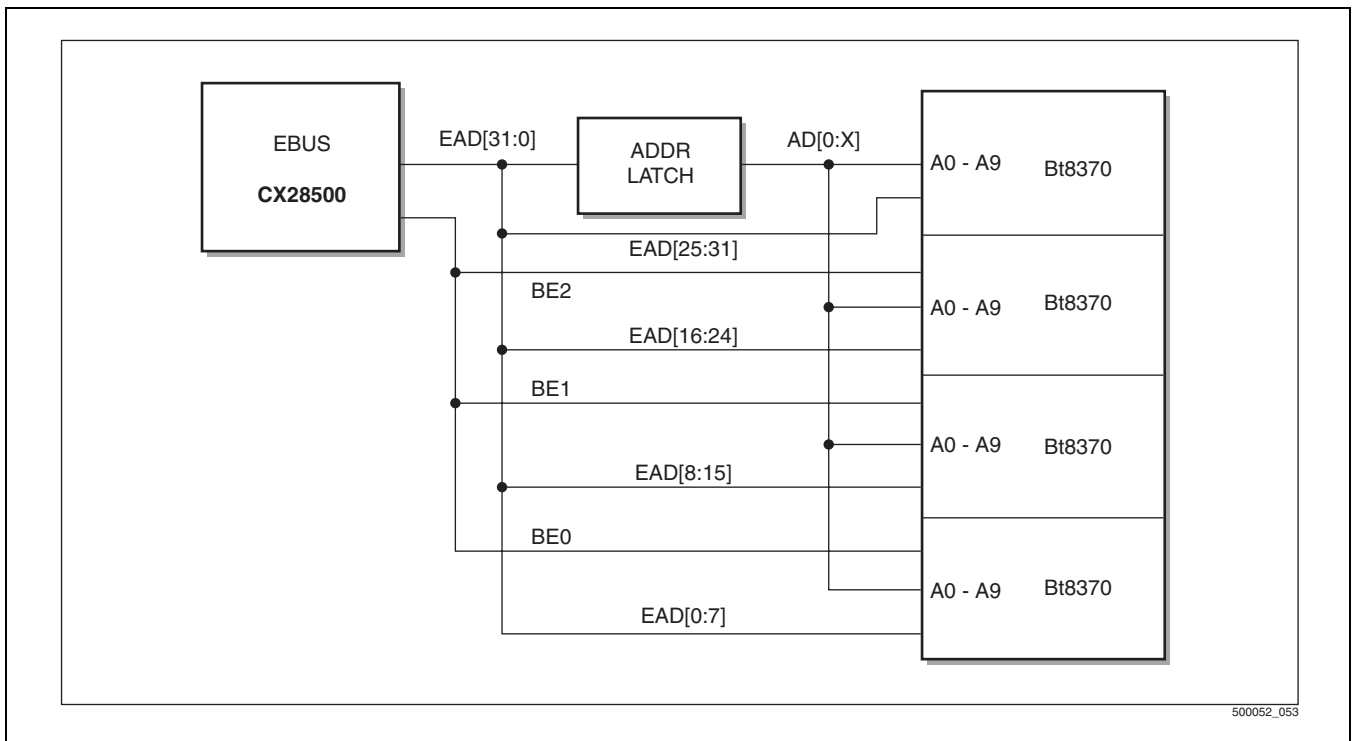 EBUS
CX28500
EAD[31:0]
ADDR
LATCH
AD[0:X]
A0 - A9
Bt8370
EAD[25:31]
BE2
A0 - A9
Bt8370
EAD[16:24]
BE1
A0 - A9
Bt8370
EAD[8:15]
BE0
A0 - A9
Bt8370
EAD[0:7]
500052_053